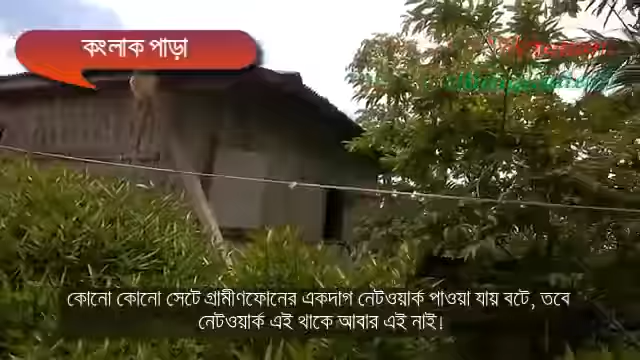 কংলাক পাড়া
কোনো কোনো সেটে গ্রামীণফোনের একদাগ নেটওয়ার্ক পাওয়া যায় বটে, তবে
নেটওয়ার্ক এই থাকে আবার এই নাই!